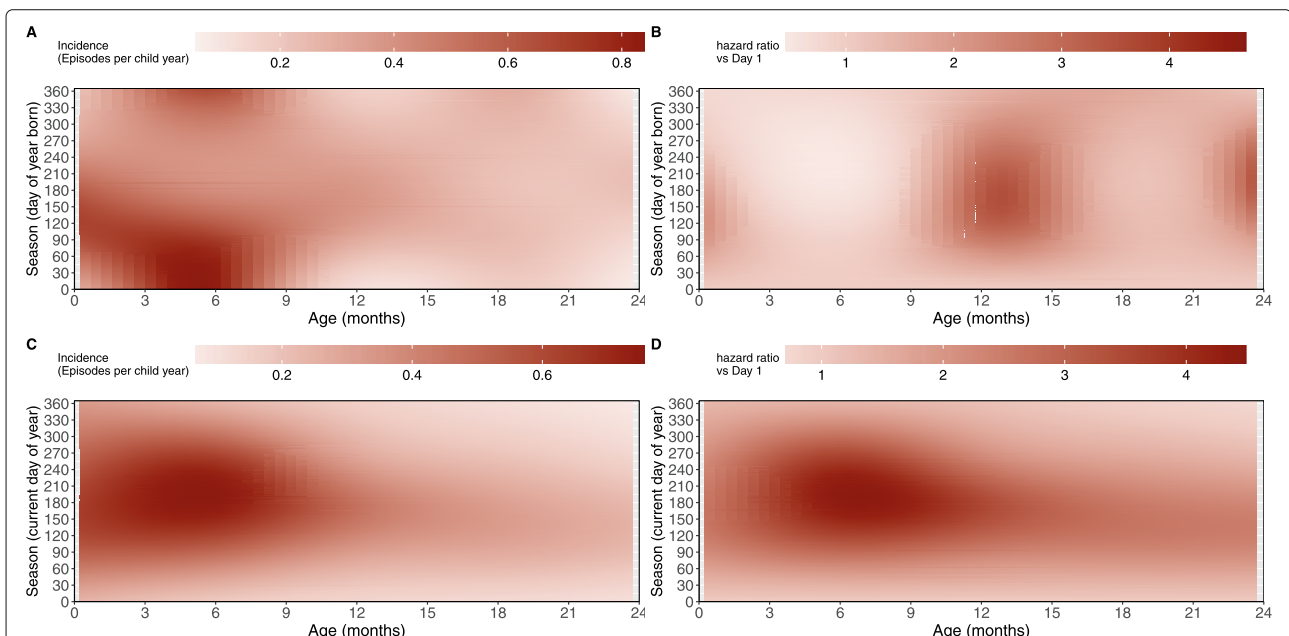 A
Incidence
(Episodes per child year)
0.2 0.4 0.6 0.8
B
hazard ratio
vs Day 1
1 2 3 4
Season (day of year born)
360
330
300
270
240
210
180
150
120
90
60
30
0
0 3 6 9 12 15 18 21 24
Age (months)
Season (day of year born)
360
330
300
270
240
210
180
150
120
90
60
30
0
0 3 6 9 12 15 18 21 24
Age (months)
C
Incidence
(Episodes per child year)
0.2 0.4 0.6
D
hazard ratio
vs Day 1
1 2 3 4
Season (current day of year)
360
330
300
270
240
210
180
150
120
90
60
30
0
0 3 6 9 12 15 18 21 24
Age (months)
Season (current day of year)
360
330
300
270
240
210
180
150
120
90
60
30
0
0 3 6 9 12 15 18 21 24
Age (months)